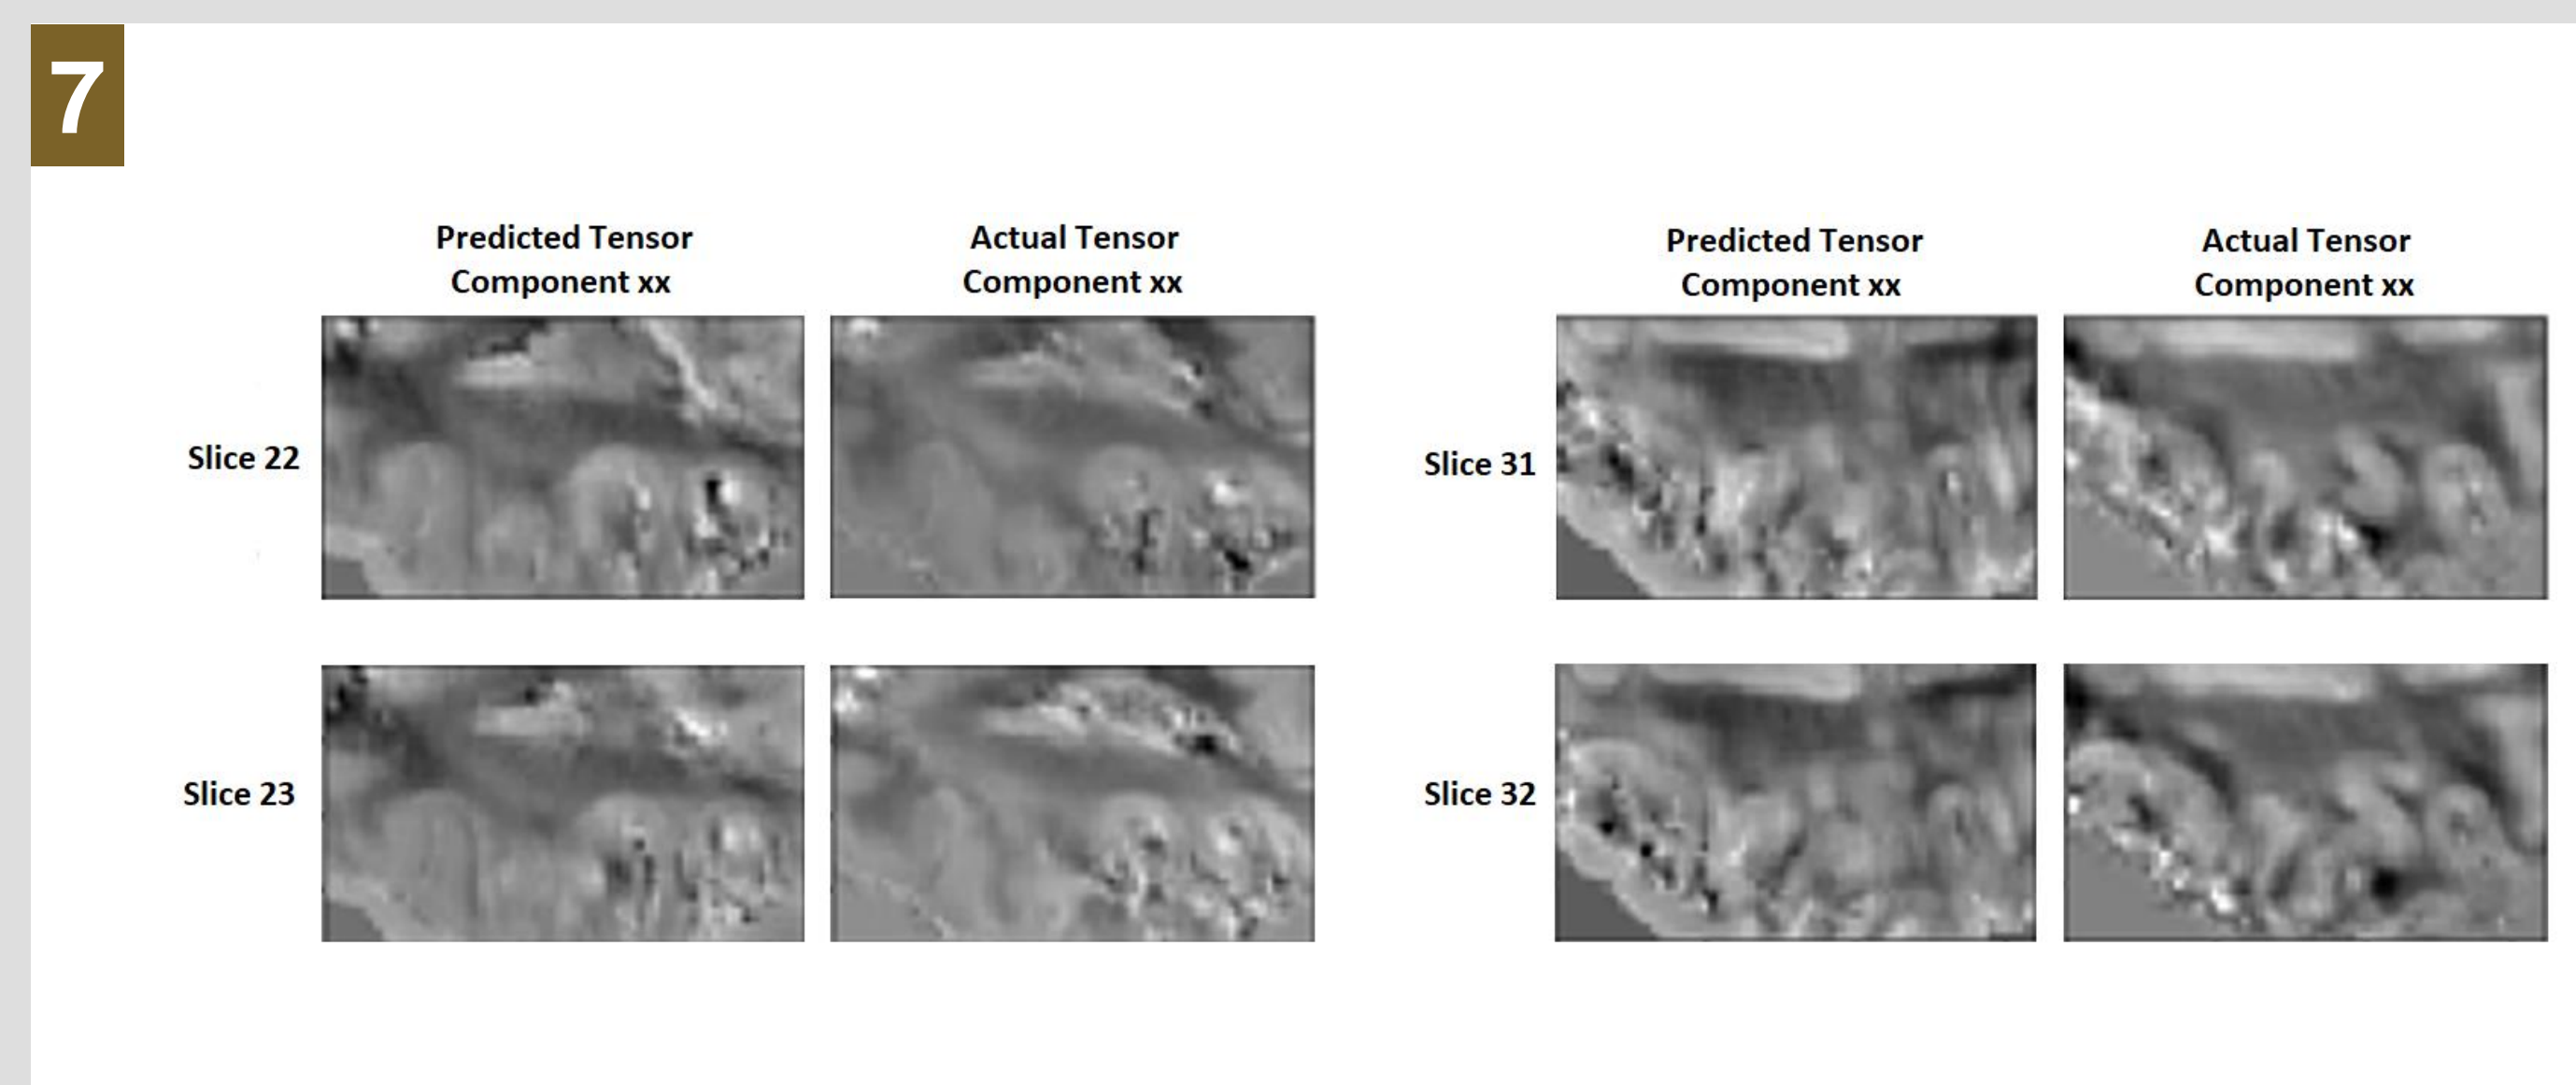 7
Predicted Tensor
Component xx
Actual Tensor
Component xx
Predicted Tensor
Component xx
Actual Tensor
Component xx
Slice 22
Slice 31
Slice 23
Slice 32